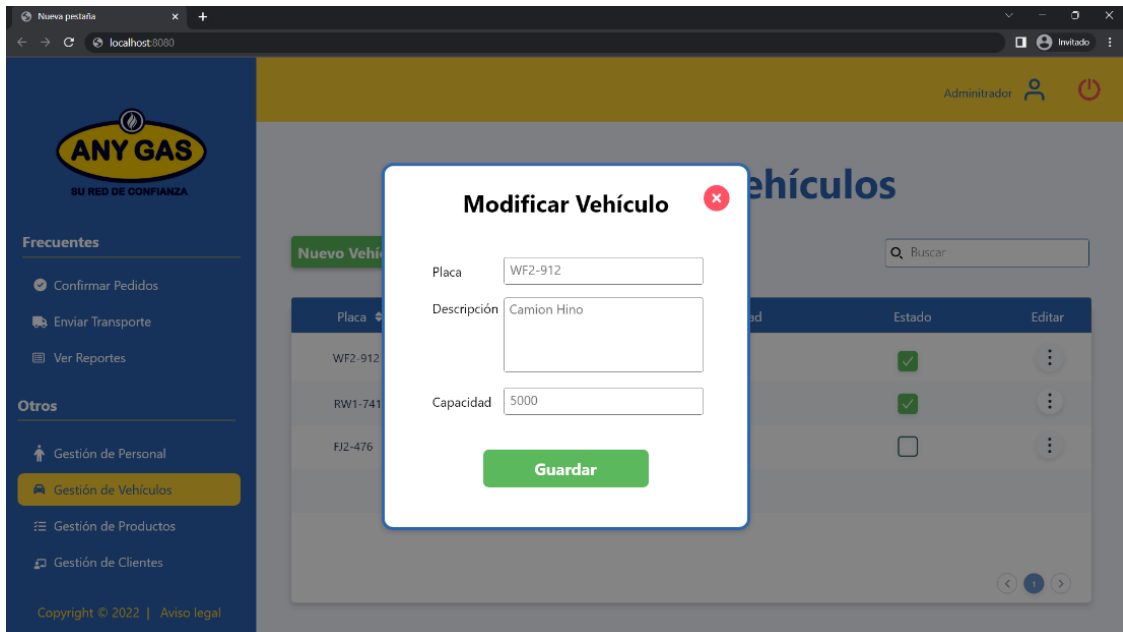 Nueva pestaña
localhost:8080
Invitado
Adminitrador
ANY GAS
SU RED DE CONFIANZA
Frecuentes
Confirmar Pedidos
Enviar Transporte
Ver Reportes
Otros
Gestión de Personal
Gestión de Vehículos
Gestión de Productos
Gestión de Clientes
Copyright © 2022 | Aviso legal
ehículos
Nuevo Vehí
Buscar
Placa ad Estado Editar
WF2-912
RW1-741
FJ2-476
1
Modificar Vehículo
Placa WF2-912
Descripción Camion Hino
Capacidad 5000
Guardar